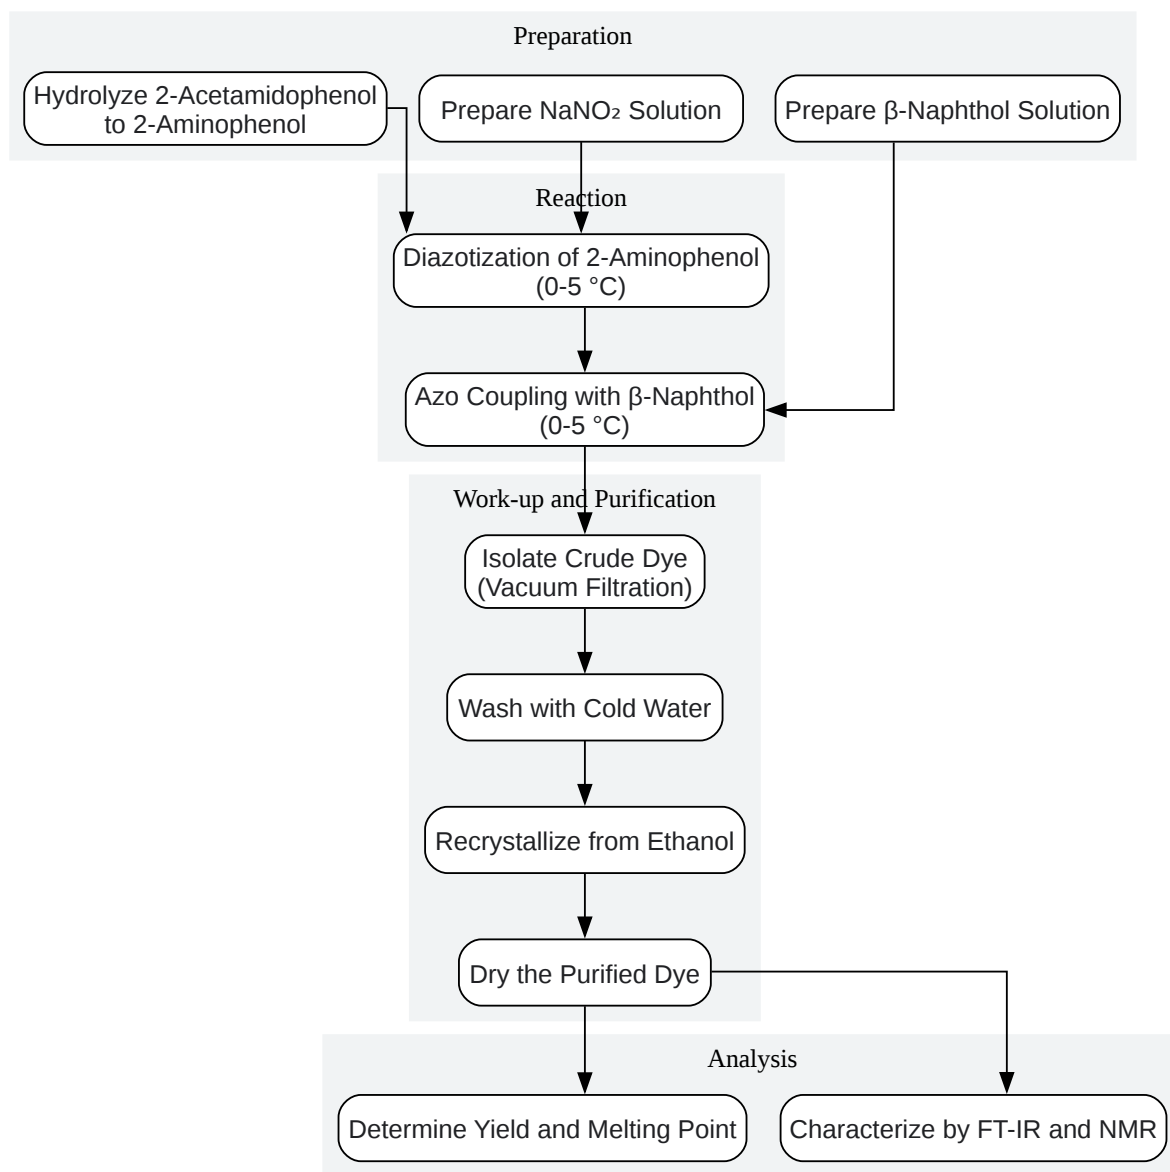 Preparation
Hydrolyze 2-Acetamidophenol
to 2-Aminophenol
Prepare NaNO₂ Solution
Prepare β-Naphthol Solution
Reaction
Diazotization of 2-Aminophenol
(0-5 °C)
Azo Coupling with β-Naphthol
(0-5 °C)
Work-up and Purification
Isolate Crude Dye
(Vacuum Filtration)
Wash with Cold Water
Recrystallize from Ethanol
Dry the Purified Dye
Analysis
Determine Yield and Melting Point
Characterize by FT-IR and NMR